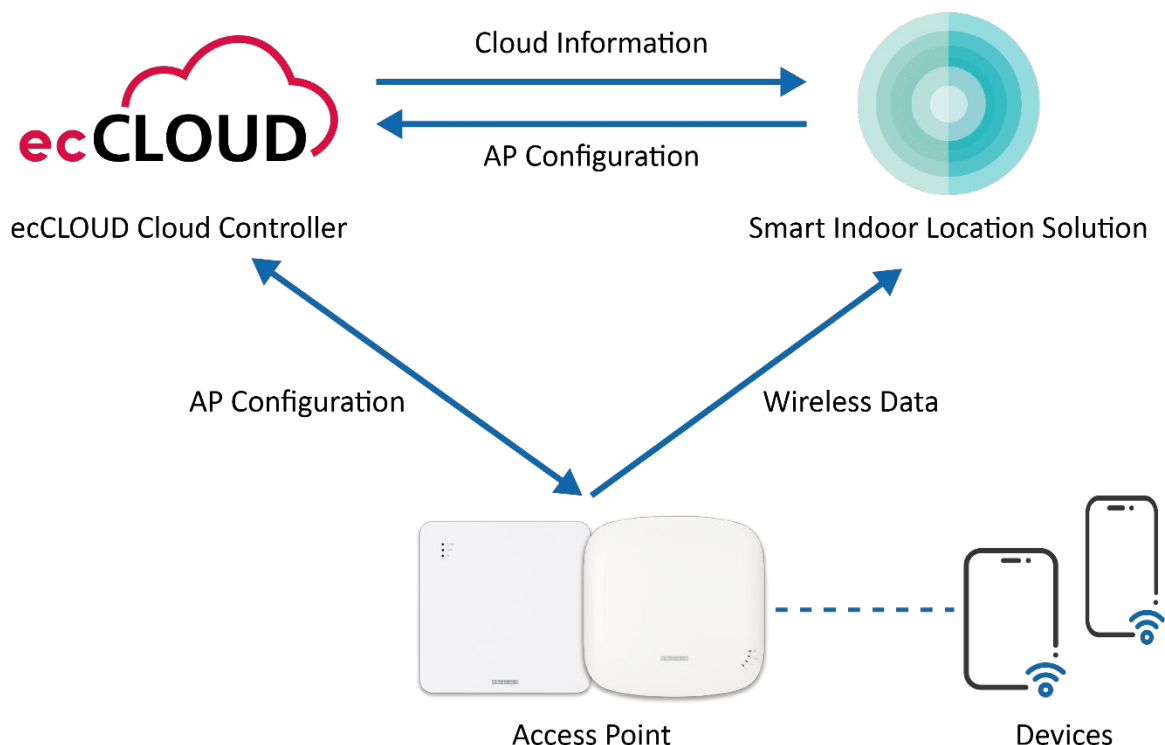 Cloud Information
ecCLOUD
AP Configuration
ecCLOUD Cloud Controller
Smart Indoor Location Solution
AP Configuration
Wireless Data
Access Point
Devices